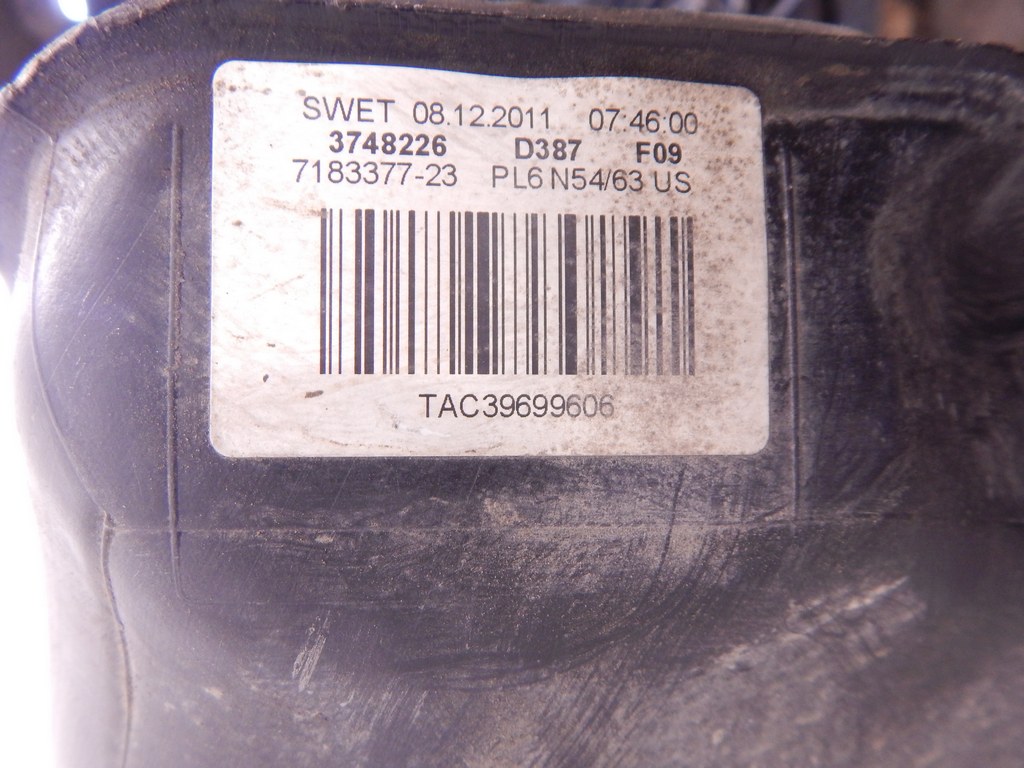 SWET 08.12.2011 07:46:00
3748226 D387 F09
7183377-23 PL6 N54/63 US
TAC39699606